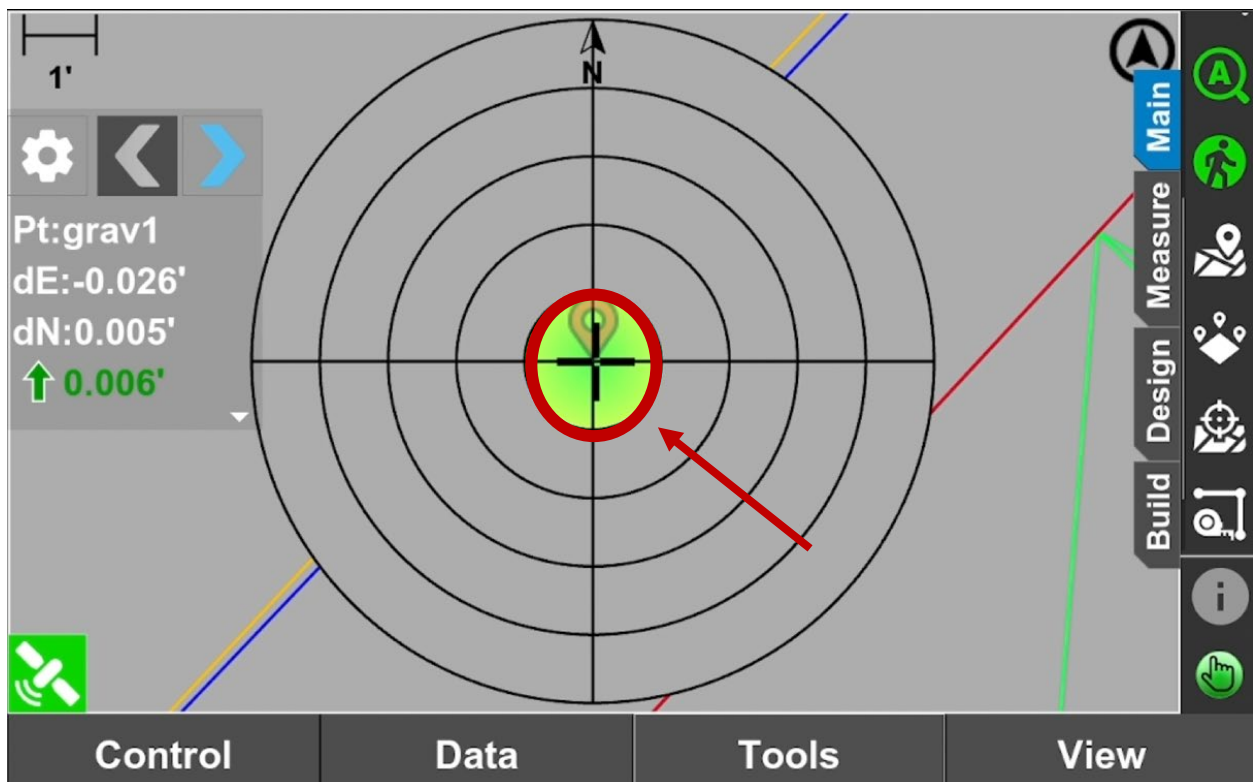 1'
N
A
Pt:grav1
dE:-0.026'
dN:0.005'
0.006'
Main
Measure
Design
Build
i
Control
Data
Tools
View